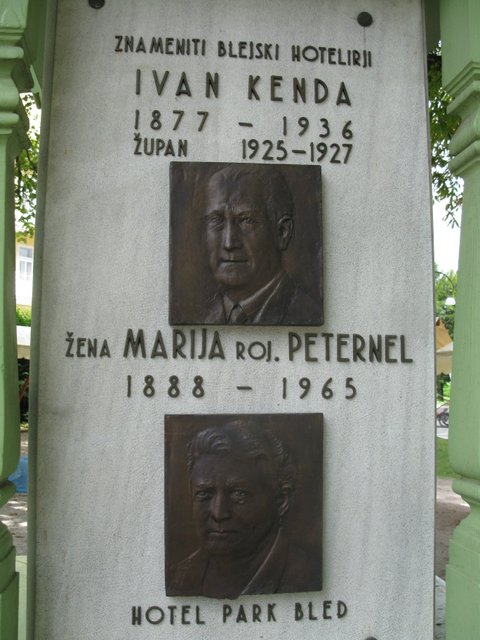 ZNAMENITI BLEJSKI HOTELIRJI
IVAN KENDA
1877 – 1936
ŽUPAN 1925–1927
ŽENA MARIJA ROJ. PETERNEL
1888 – 1965
HOTEL PARK BLED